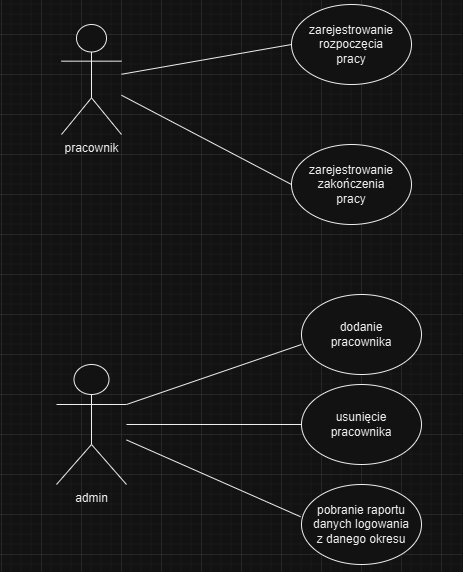 zarejestrowanie
rozpoczęcia
pracy
pracownik
zarejestrowanie
zakończenia
pracy
dodanie
pracownika
usunięcie
pracownika
admin
pobranie raportu
danych logowania
z danego okresu